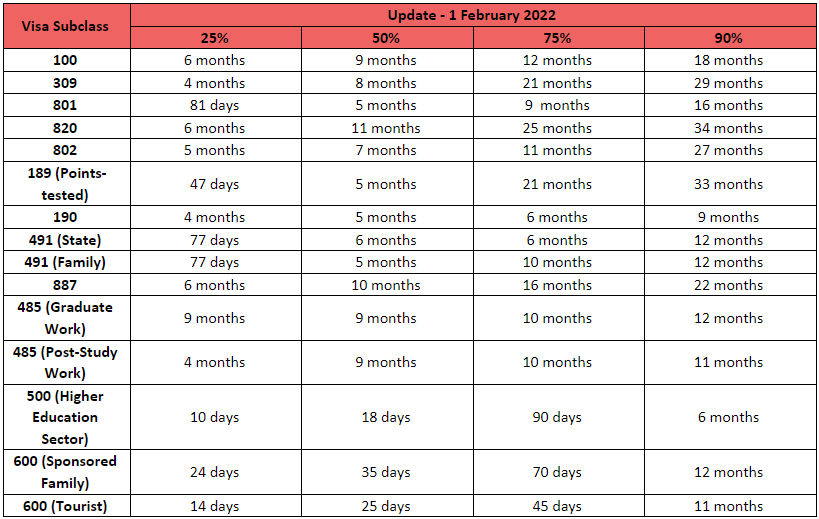 Visa Subclass Update - 1 February 2022
25% 50% 75% 90%
100 6 months 9 months 12 months 18 months
309 4 months 8 months 21 months 29 months
801 81 days 5 months 9 months 16 months
820 6 months 11 months 25 months 34 months
802 5 months 7 months 11 months 27 months
189 (Points-
tested) 47 days 5 months 21 months 33 months
190 4 months 5 months 6 months 9 months
491 (State) 77 days 6 months 6 months 12 months
491 (Family) 77 days 5 months 10 months 12 months
887 6 months 10 months 16 months 22 months
485 (Graduate
Work) 9 months 9 months 10 months 12 months
485 (Post-Study
Work) 4 months 9 months 10 months 11 months
500 (Higher
Education
Sector) 10 days 18 days 90 days 6 months
600 (Sponsored
Family) 24 days 35 days 70 days 12 months
600 (Tourist) 14 days 25 days 45 days 11 months